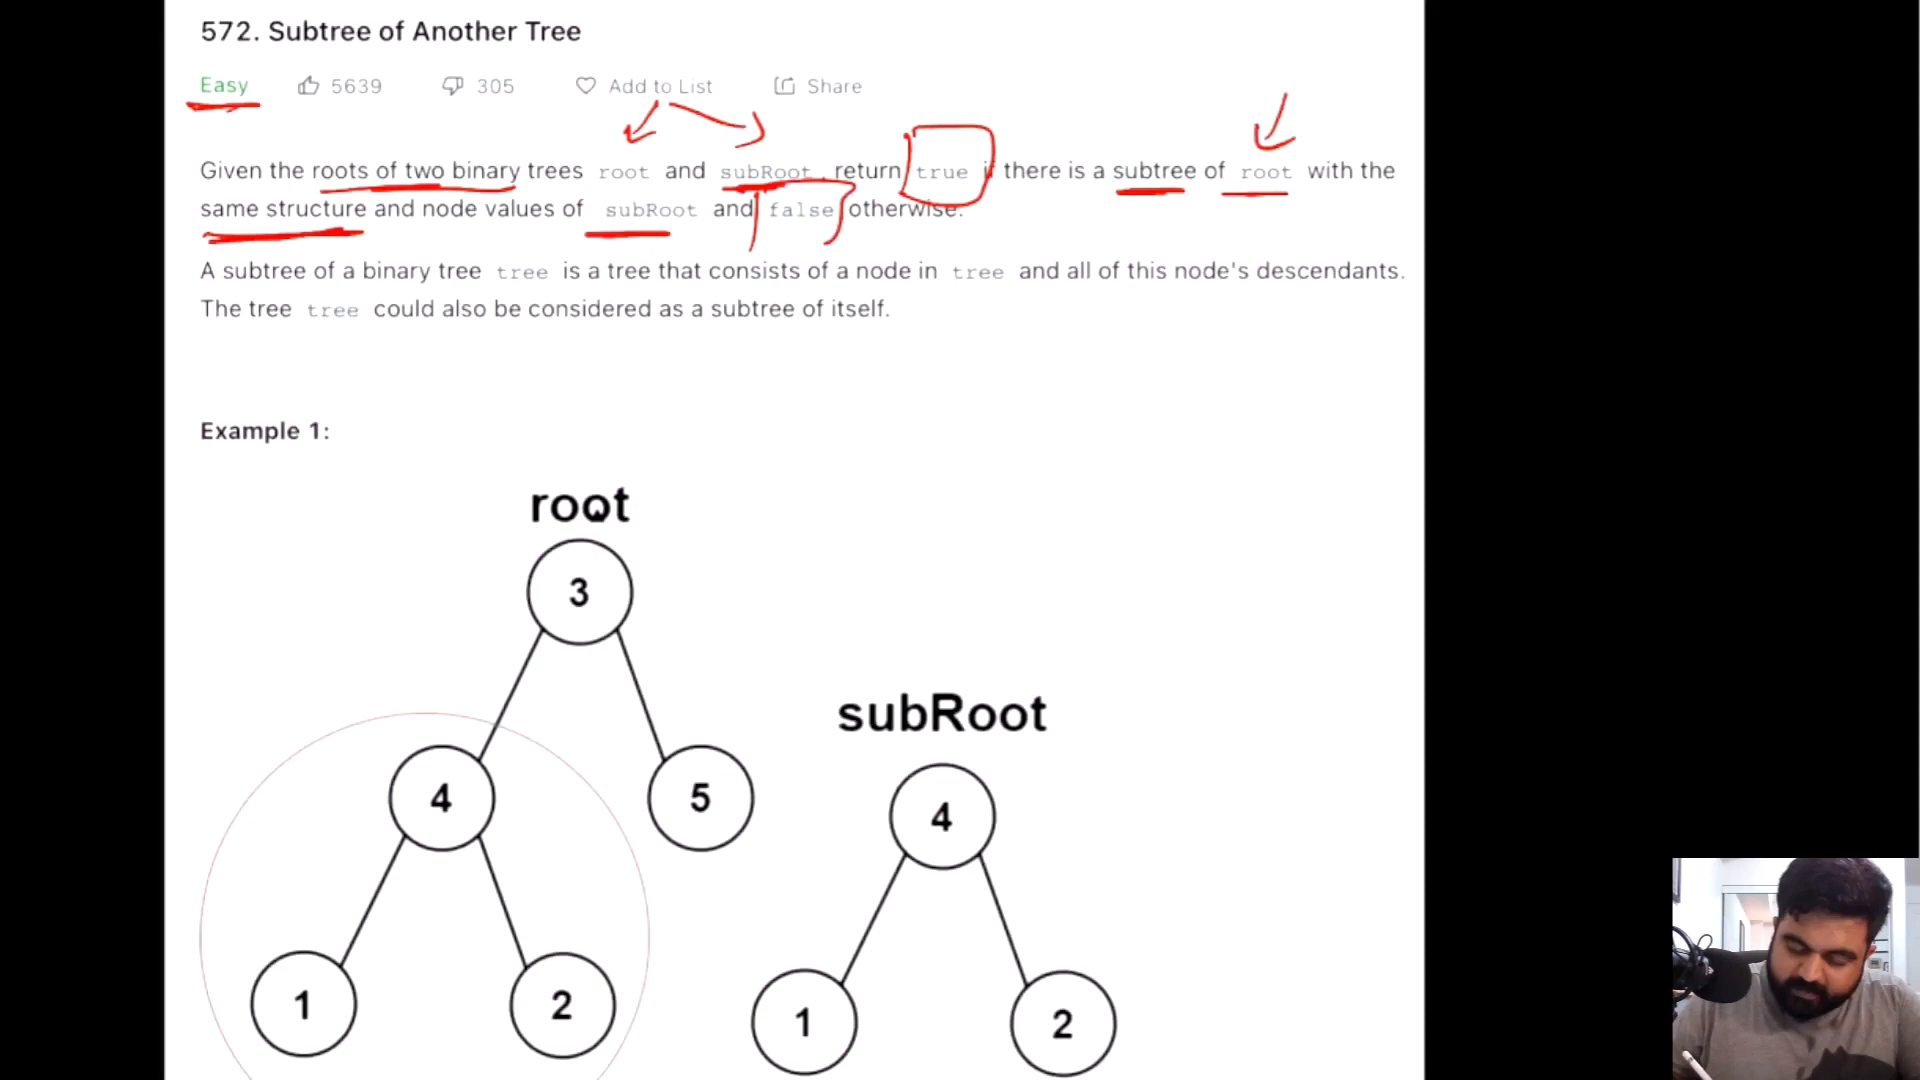 572. Subtree of Another Tree
Easy 5639 305 Add to List Share
Given the roots of two binary trees root and subRoot, return true if there is a subtree of root with the
same structure and node values of subRoot and false otherwise.
A subtree of a binary tree tree is a tree that consists of a node in tree and all of this node's descendants.
The tree tree could also be considered as a subtree of itself.
Example 1:
root
3
subRoot
4
5
4
1
2
1
2